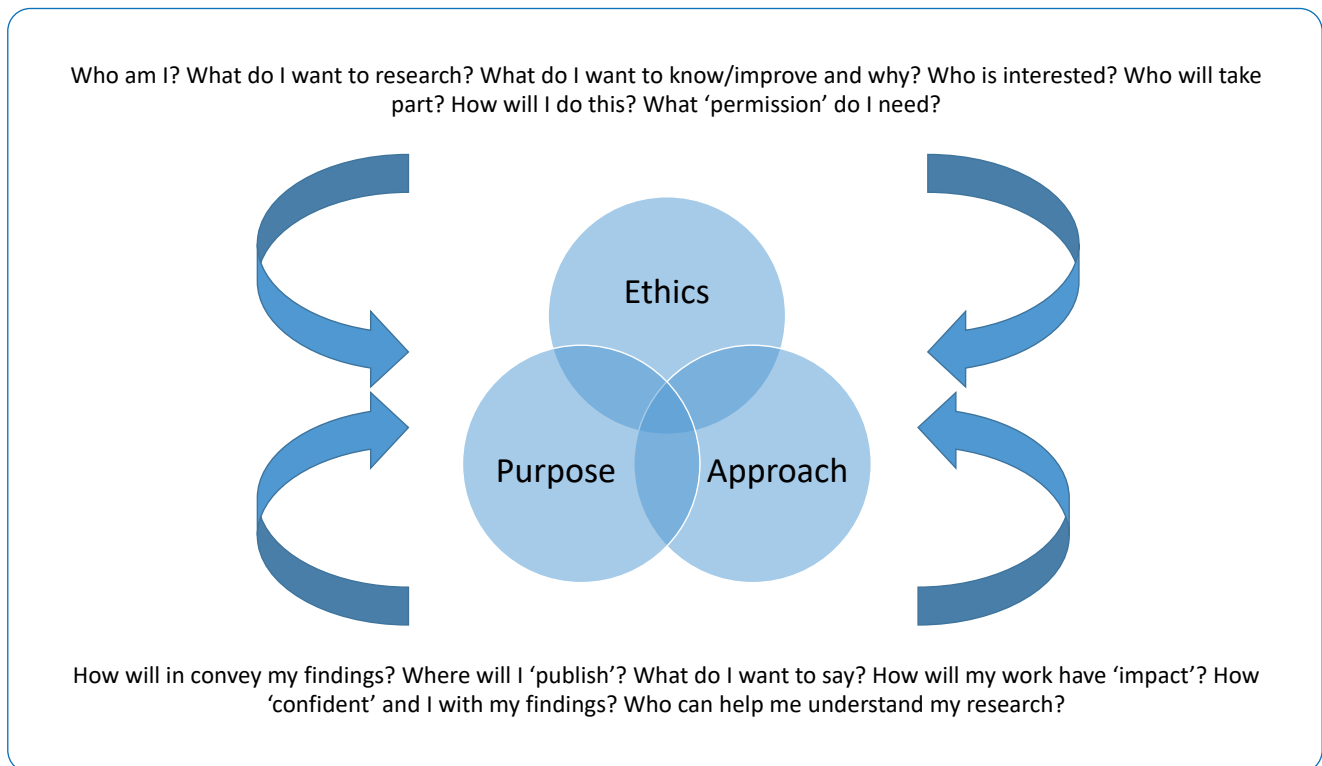 Who am I? What do I want to research? What do I want to know/improve and why? Who is interested? Who will take
part? How will I do this? What ‘permission’ do I need?
Ethics
Purpose
Approach
How will in convey my findings? Where will I ‘publish’? What do I want to say? How will my work have ‘impact’? How
‘confident’ and I with my findings? Who can help me understand my research?